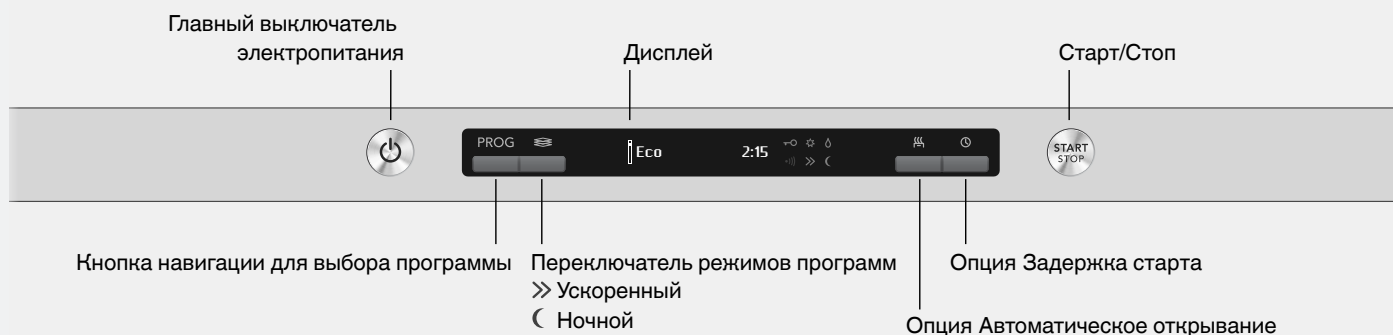 Главный выключатель
электропитания
Дисплей
Старт/Стоп
PROG
Eco
2:15
START
STOP
Кнопка навигации для выбора программы
Переключатель режимов программ
Ускоренный
Ночной
Опция Задержка старта
Опция Автоматическое открывание